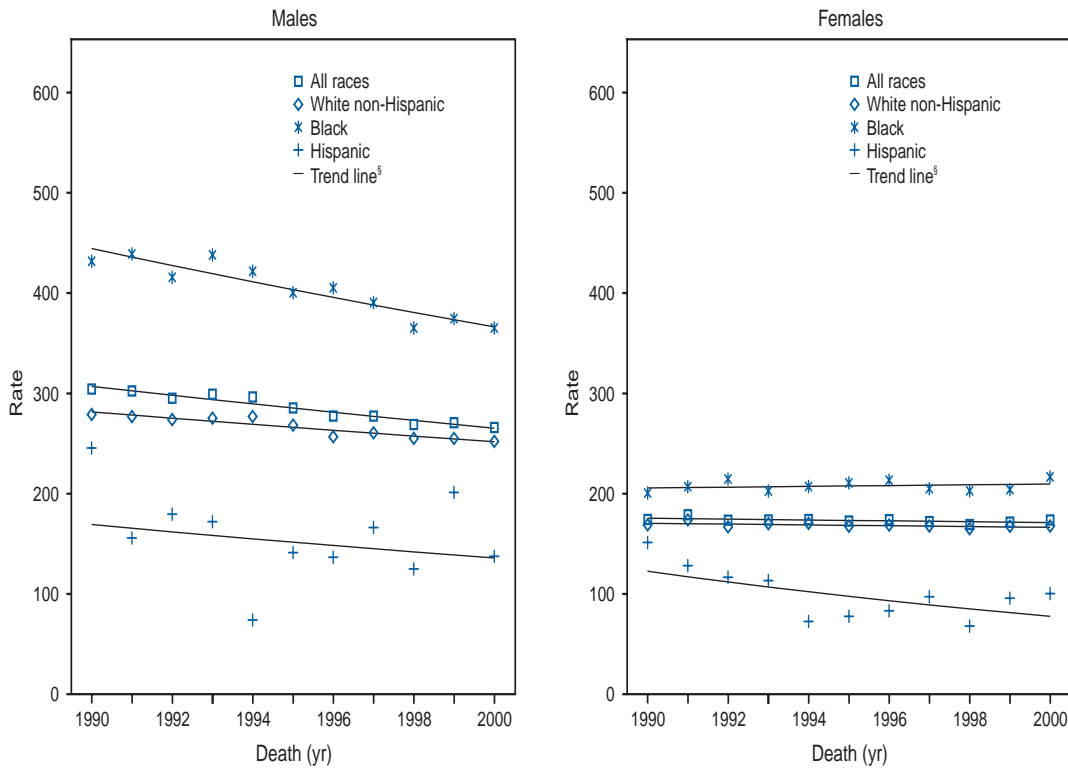 Males
All races
White non-Hispanic
Black
Hispanic
Trend line§
600
500
400
300
200
100
0
Rate
1990 1992 1994 1996 1998 2000
Death (yr)
Females
All races
White non-Hispanic
Black
Hispanic
Trend line§
600
500
400
300
200
100
0
Rate
1990 1992 1994 1996 1998 2000
Death (yr)